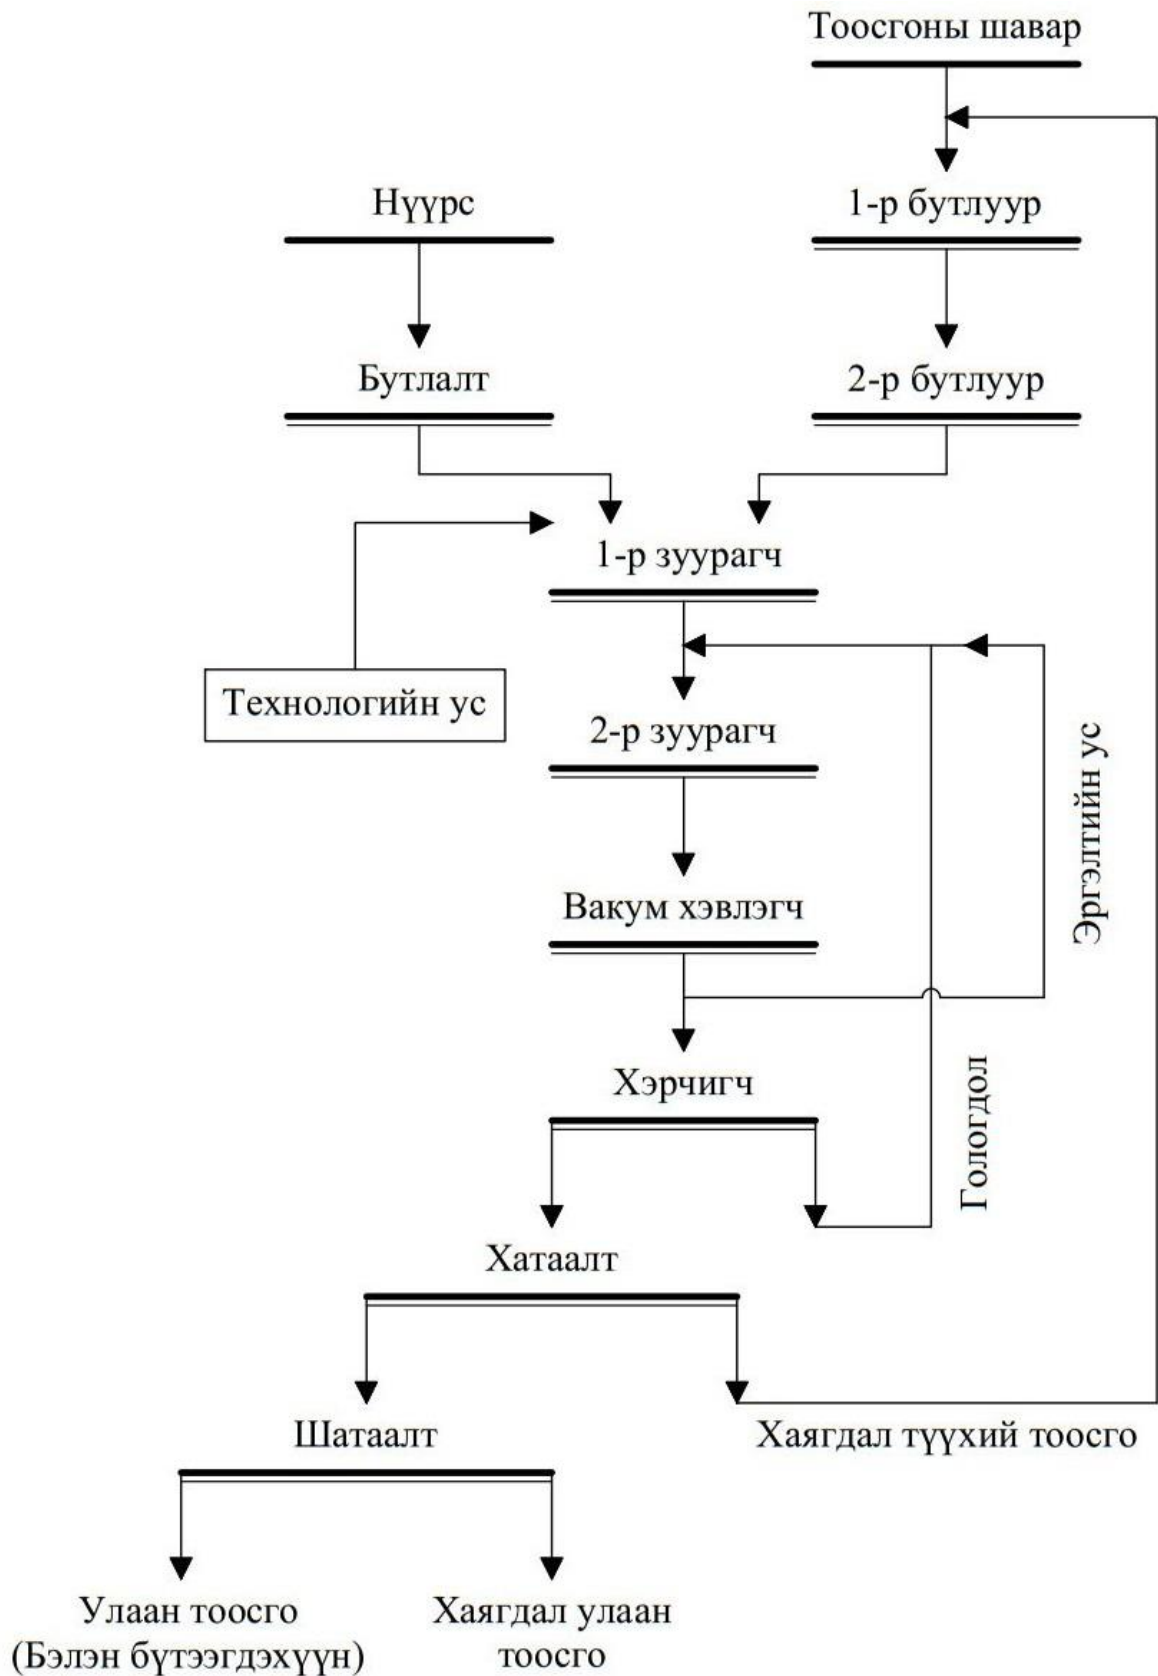 Тоосгоны шавар
Нүүрс
1-р бутлуур
Бутлалт
2-р бутлуур
1-р зуурагч
Технологийн ус
2-р зуурагч
Эргэлтийн ус
Вакум хэвлэгч
Хэрчигч
Гологдол
Хатаалт
Шатаалт
Хаягдал түүхий тоосго
Улаан тоосго
(Бэлэн бүтээгдэхүүн)
Хаягдал улаан
тоосго